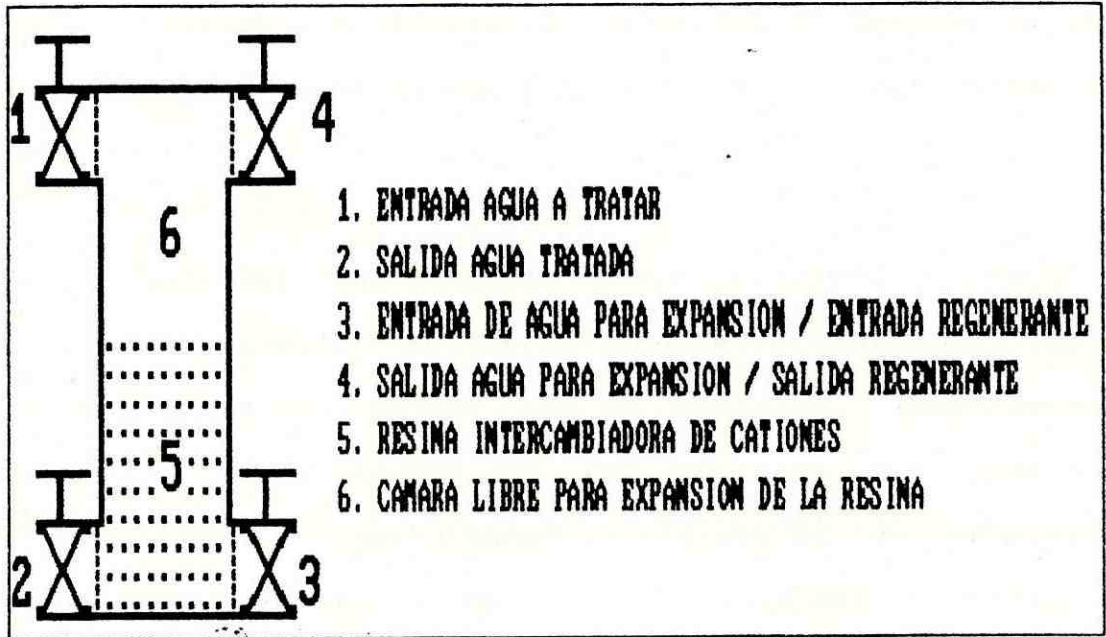 1
4
6
5
2
3
1. ENTRADA AGUA A TRATAR
2. SALIDA AGUA TRATADA
3. ENTRADA DE AGUA PARA EXPANSION / ENTRADA REGENERANTE
4. SALIDA AGUA PARA EXPANSION / SALIDA REGENERANTE
5. RESINA INTERCAMBIADORA DE CATIONES
6. CAMARA LIBRE PARA EXPANSION DE LA RESINA